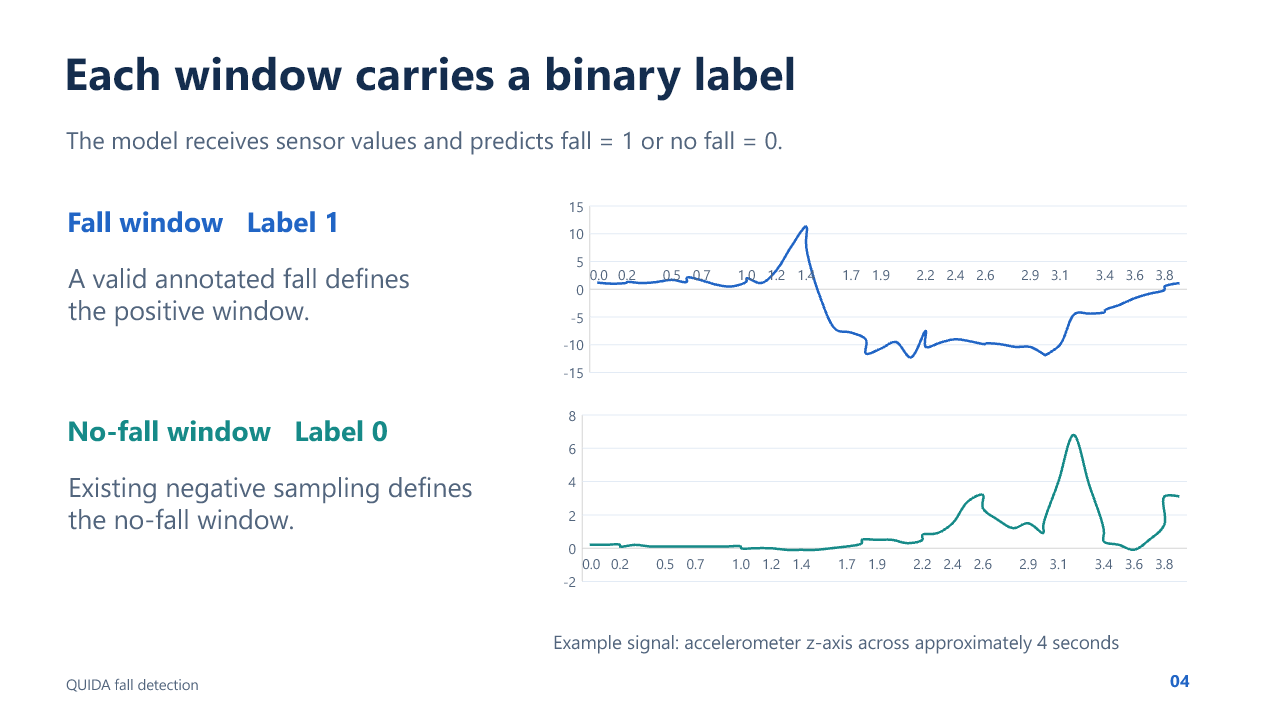 Each window carries a binary label
The model receives sensor values and predicts fall = 1 or no fall = 0.
Fall window Label 1
A valid annotated fall defines
the positive window.
15
10
5
0
-5
-10
-15
0.0 0.2 0.5 0.7 1.0 1.2 1.4 1.7 1.9 2.2 2.4 2.6 2.9 3.1 3.4 3.6 3.8
No-fall window Label 0
Existing negative sampling defines
the no-fall window.
8
6
4
2
0
-2
0.0 0.2 0.5 0.7 1.0 1.2 1.4 1.7 1.9 2.2 2.4 2.6 2.9 3.1 3.4 3.6 3.8
Example signal: accelerometer z-axis across approximately 4 seconds
QUIDA fall detection
04